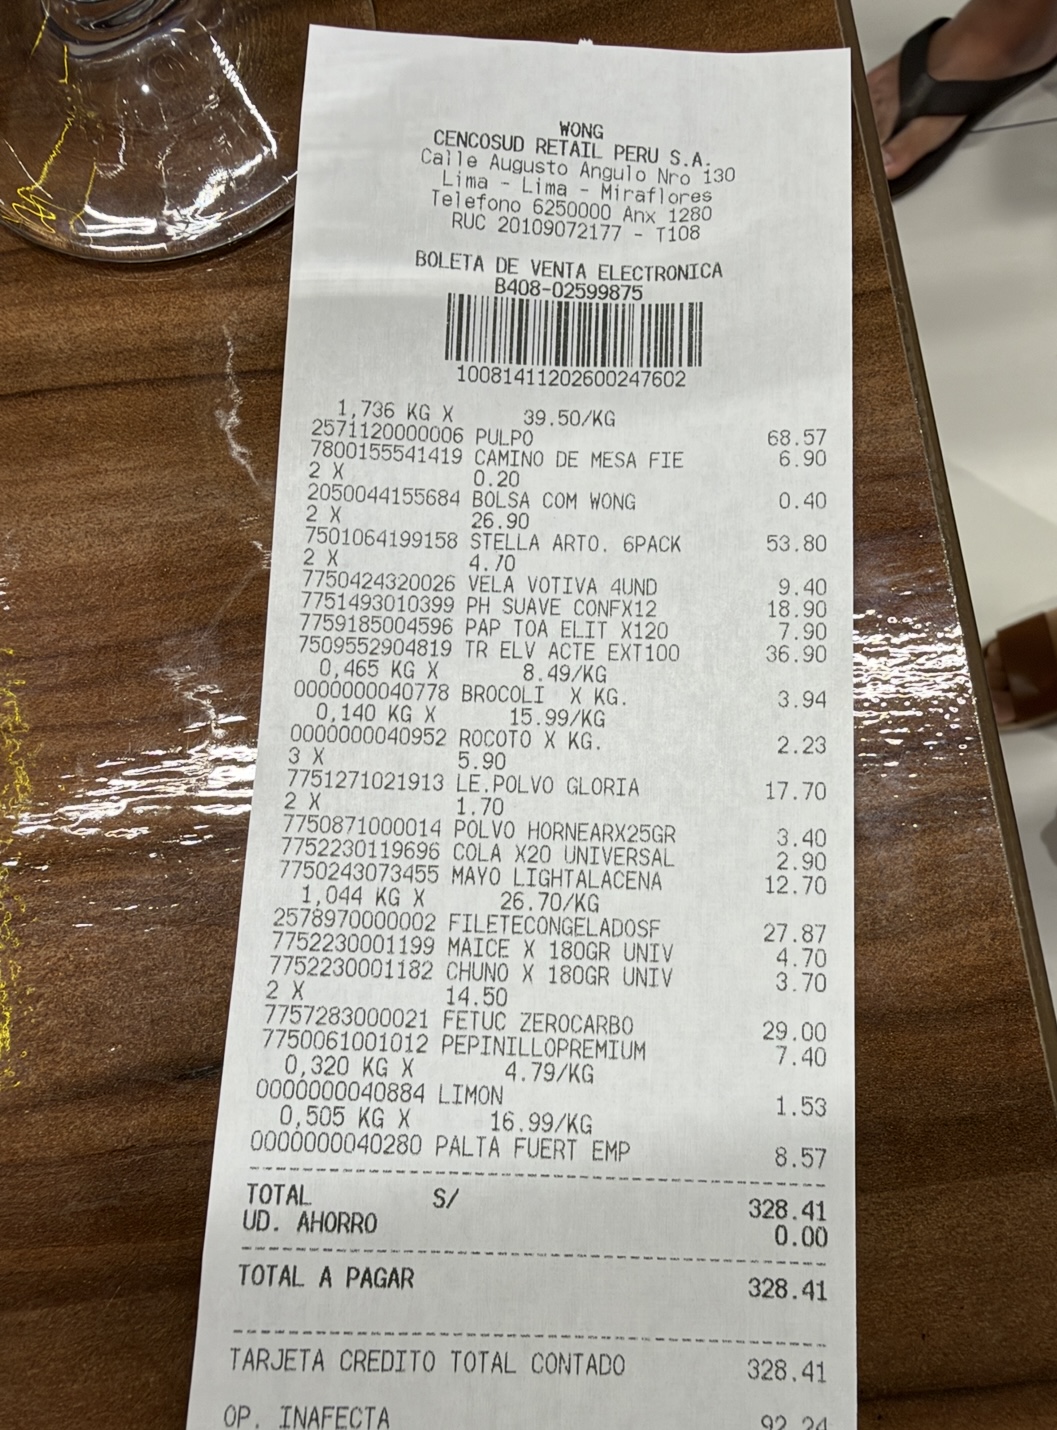 WONG
CENCOSUD RETAIL PERU S.A.
Calle Augusto Angulo Nro 130
Lima - Lima - Miraflores
Telefono 6250000 Anx 1280
RUC 20109072177 - T108
BOLETA DE VENTA ELECTRONICA
B408-02599875
10081411202600247602
1,736 KG X 39.50/KG
2571120000006 PULPO 68.57
7800155541419 CAMINO DE MESA FIE 6.90
2 X 0.20
2050044155684 BOLSA COM WONG 0.40
2 X 26.90
7501064199158 STELLA ARTO. 6PACK 53.80
2 X 4.70
7750424320026 VELA VOTIVA 4UND 9.40
7751493010399 PH SUAVE CONFX12 18.90
7759185004596 PAP TOA ELIT X120 7.90
7509552904819 TR ELV ACTE EXT100 36.90
0,465 KG X 8.49/KG
0000000040778 BROCOLI X KG. 3.94
0,140 KG X 15.99/KG
0000000040952 ROCOTO X KG. 2.23
3 X 5.90
7751271021913 LE.POLVO GLORIA 17.70
2 X 1.70
7750871000014 POLVO HORNEARX25GR 3.40
7752230119696 COLA X20 UNIVERSAL 2.90
7750243073455 MAYO LIGHTALACENA 12.70
1,044 KG X 26.70/KG
2578970000002 FILETECONGELADOSF 27.87
7752230001199 MAICE X 180GR UNIV 4.70
7752230001182 CHUNO X 180GR UNIV 3.70
2 X 14.50
7757283000021 FETUC ZEROCARBO 29.00
7750061001012 PEPINILLOPREMIUM 7.40
0,320 KG X 4.79/KG
0000000040884 LIMON 1.53
0,505 KG X 16.99/KG
0000000040280 PALTA FUERT EMP 8.57
TOTAL S/ 328.41
UD. AHORRO 0.00
TOTAL A PAGAR 328.41
TARJETA CREDITO TOTAL CONTADO 328.41
OP. INAFECTA 92.24